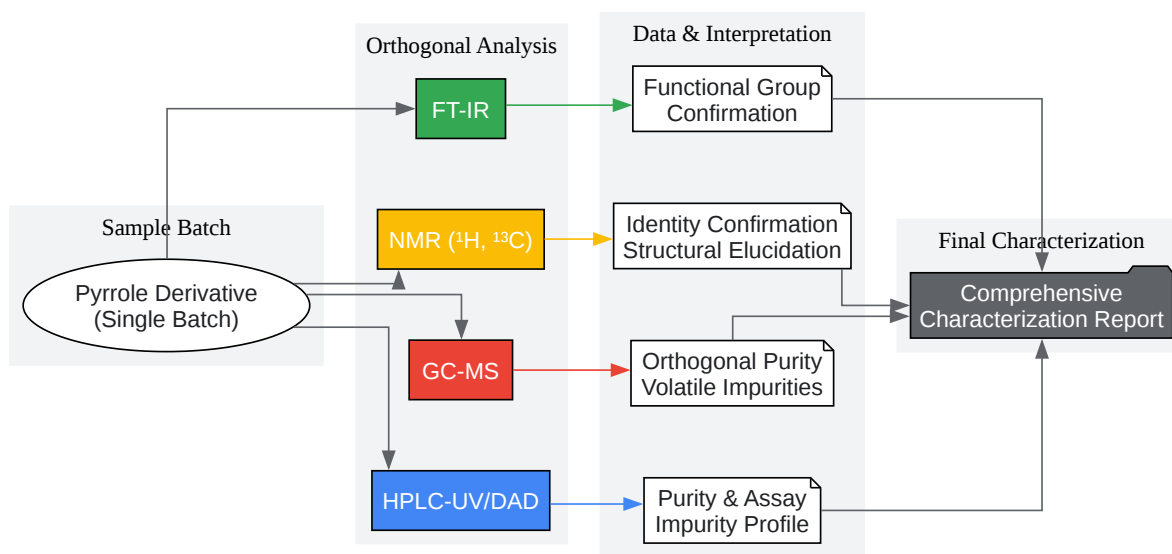 Sample Batch
Pyrrole Derivative
(Single Batch)
Orthogonal Analysis
FT-IR
NMR (¹H, ¹³C)
GC-MS
HPLC-UV/DAD
Data & Interpretation
Functional Group
Confirmation
Identity Confirmation
Structural Elucidation
Orthogonal Purity
Volatile Impurities
Purity & Assay
Impurity Profile
Final Characterization
Comprehensive
Characterization Report